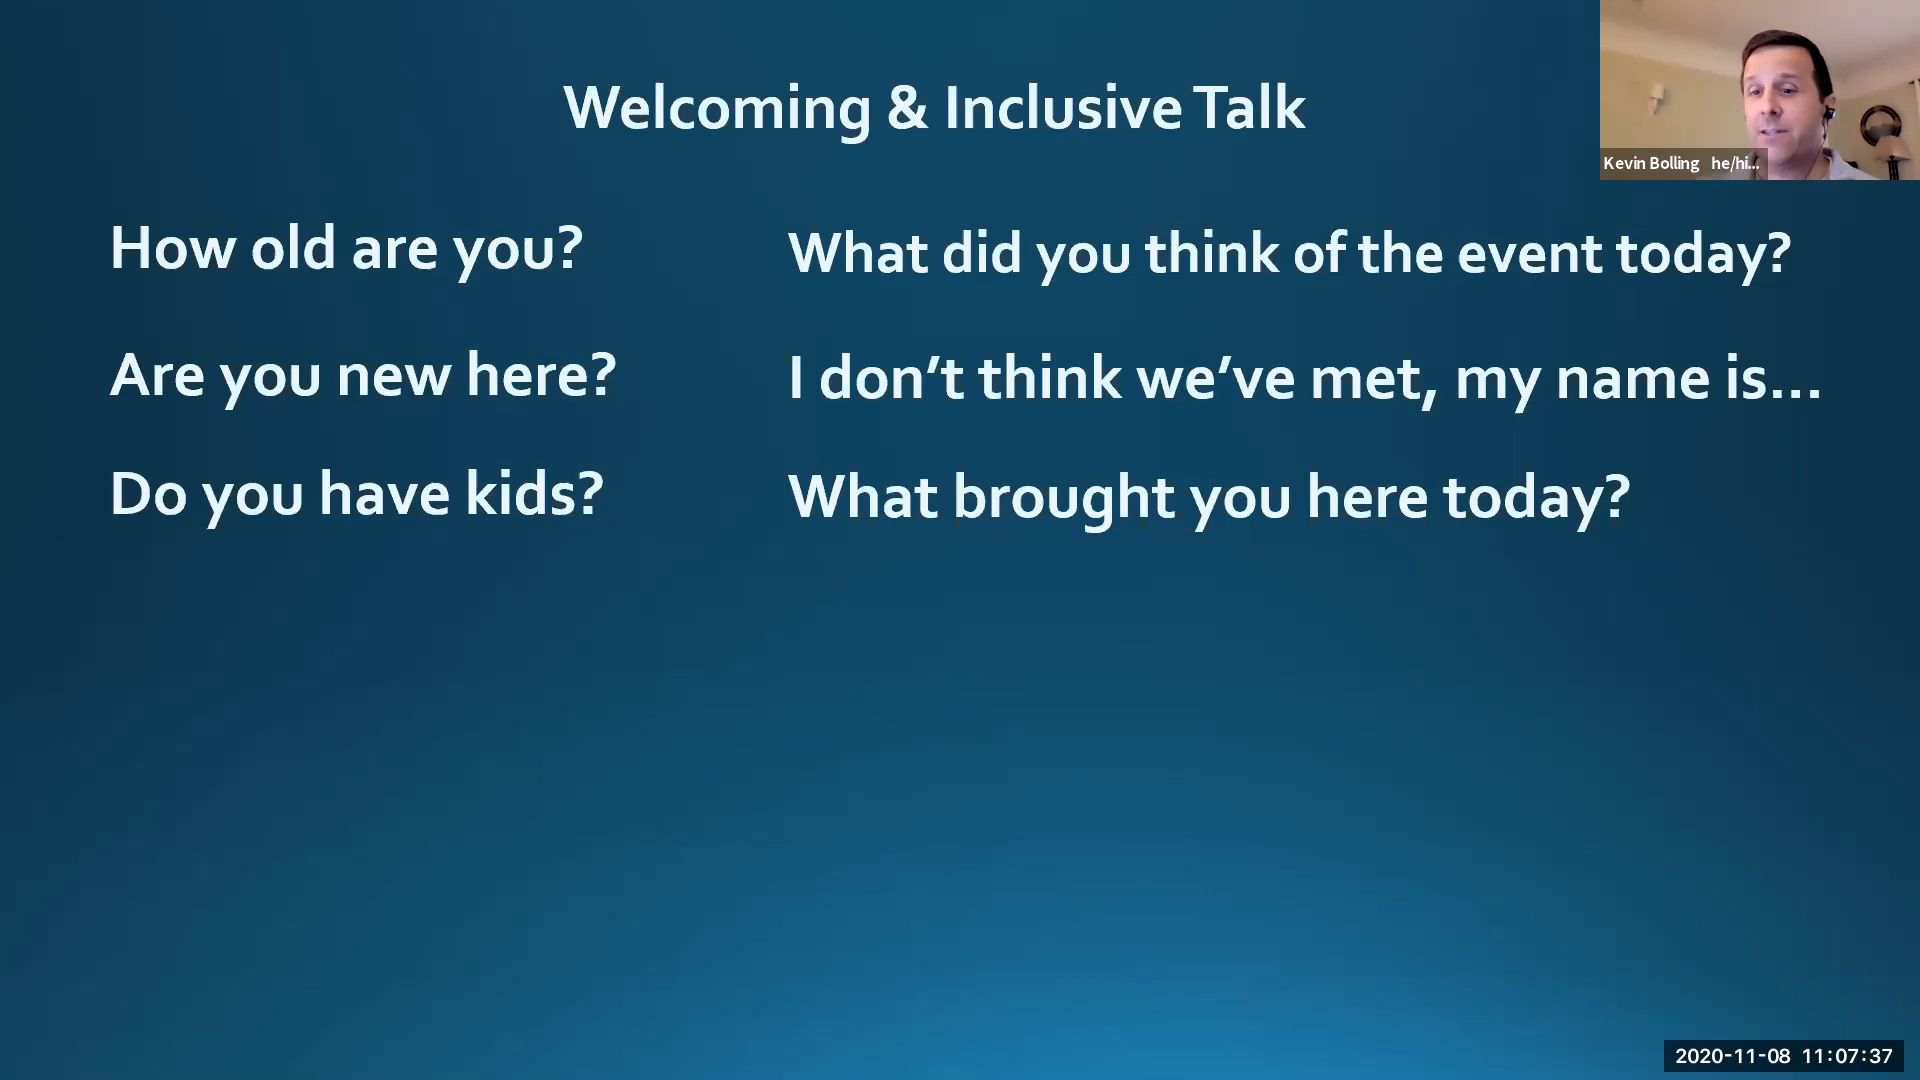 Welcoming & Inclusive Talk
Kevin Bolling he/hi...
How old are you?
What did you think of the event today?
Are you new here?
I don’t think we’ve met, my name is...
Do you have kids?
What brought you here today?
2020-11-08 11:07:37